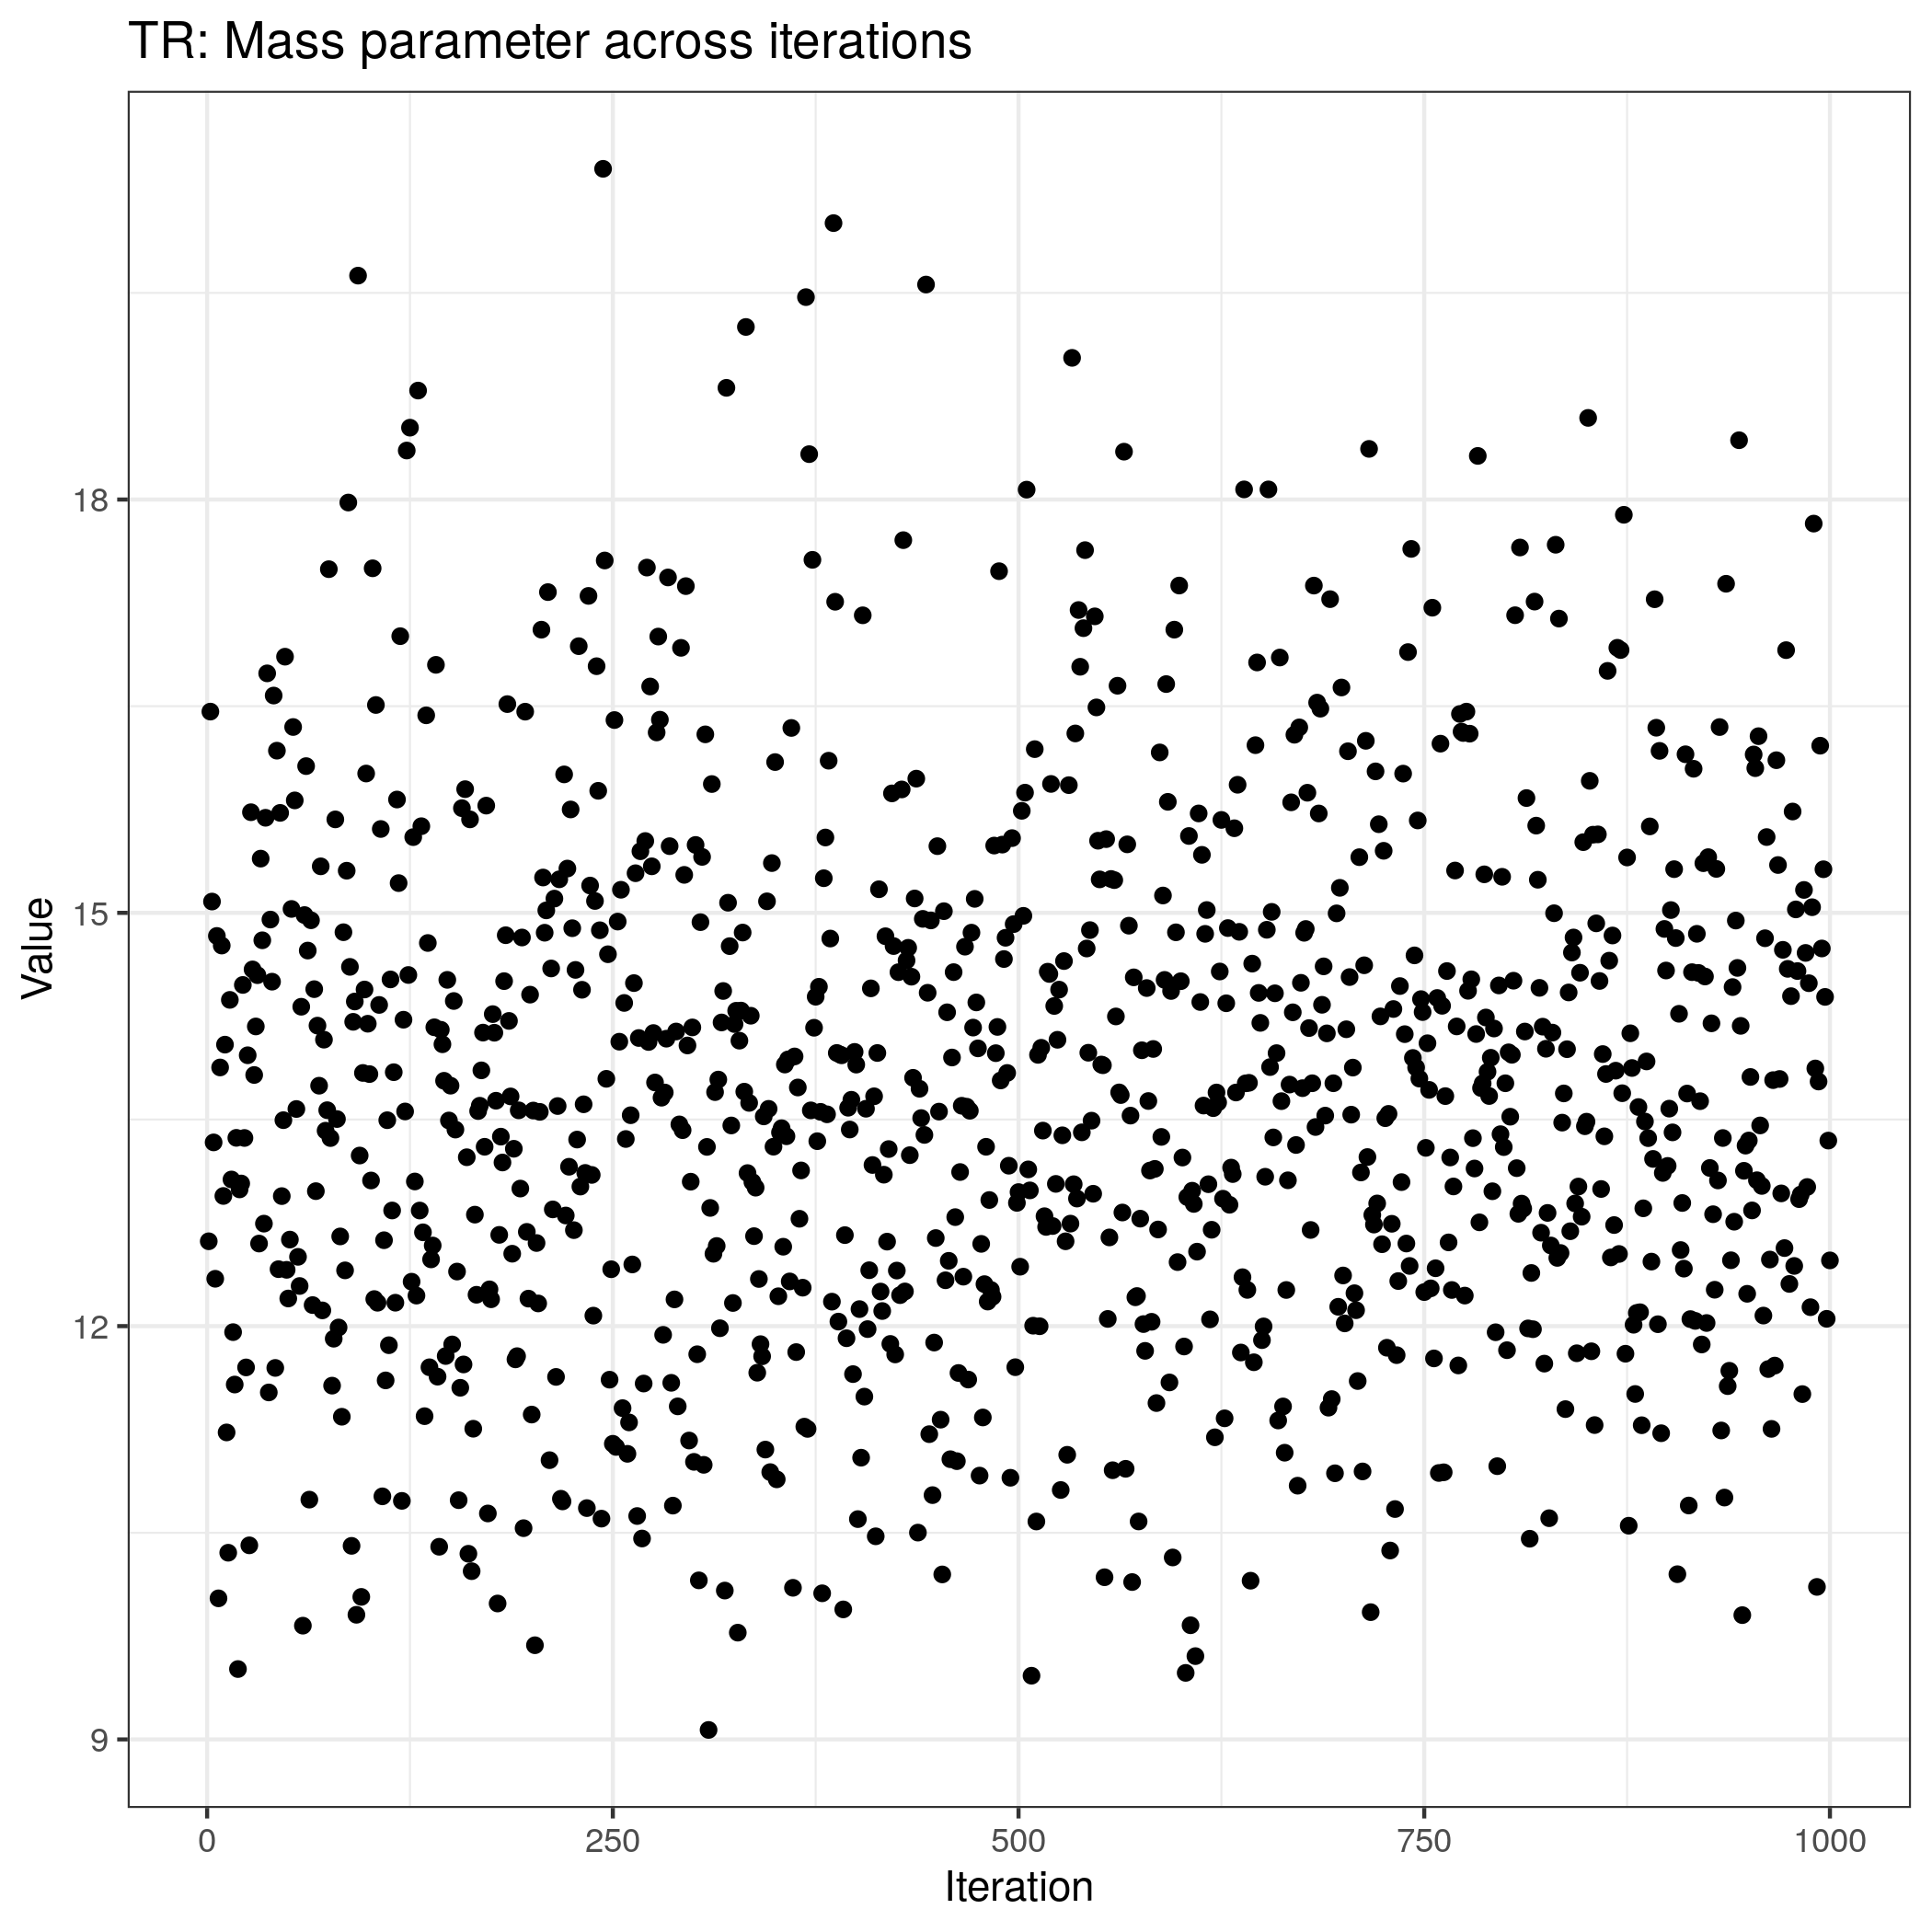 TR: Mass parameter across iterations
Value
18
15
12
9
0 250 500 750 1000
Iteration